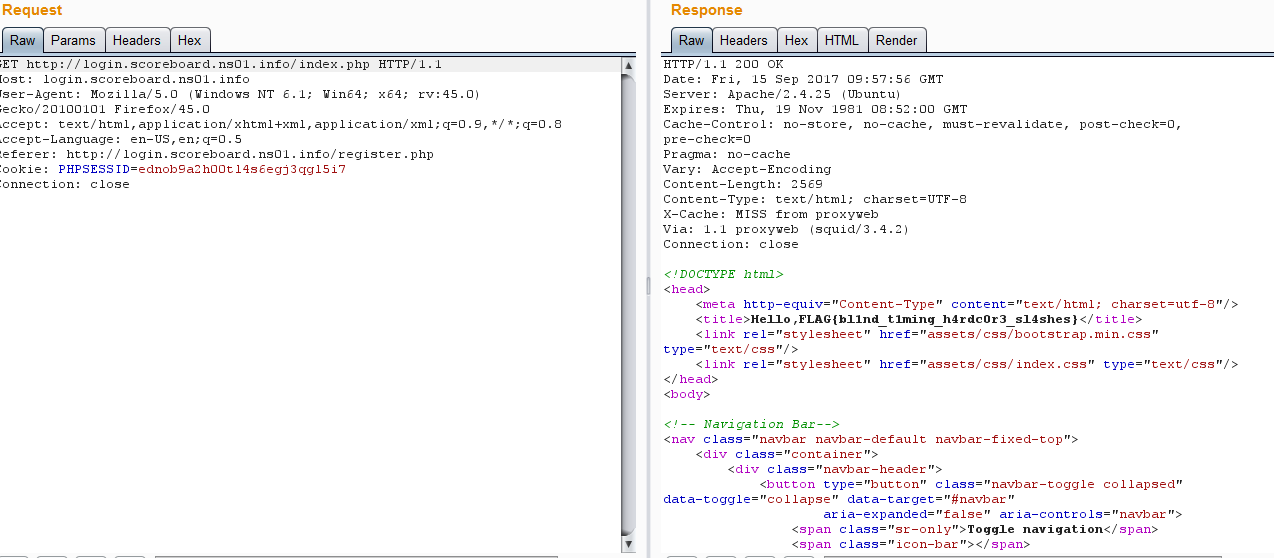 Request
Raw Params Headers Hex
GET http://login.scoreboard.ns01.info/index.php HTTP/1.1
Host: login.scoreboard.ns01.info
User-Agent: Mozilla/5.0 (Windows NT 6.1; Win64; x64; rv:45.0)
Gecko/20100101 Firefox/45.0
Accept: text/html,application/xhtml+xml,application/xml;q=0.9,*/*;q=0.8
Accept-Language: en-US,en;q=0.5
Referer: http://login.scoreboard.ns01.info/register.php
Cookie: PHPSESSID=ednob9a2h00tl4s6egj3qgl5i7
Connection: close
Response
Raw Headers Hex HTML Render
HTTP/1.1 200 OK
Date: Fri, 15 Sep 2017 09:57:56 GMT
Server: Apache/2.4.25 (Ubuntu)
Expires: Thu, 19 Nov 1981 08:52:00 GMT
Cache-Control: no-store, no-cache, must-revalidate, post-check=0,
pre-check=0
Pragma: no-cache
Vary: Accept-Encoding
Content-Length: 2569
Content-Type: text/html; charset=UTF-8
X-Cache: MISS from proxyweb
Via: 1.1 proxyweb (squid/3.4.2)
Connection: close
<!DOCTYPE html>
<head>
<meta http-equiv="Content-Type" content="text/html; charset=utf-8"/>
<title>Hello,FLAG{bl1nd_t1ming_h4rdc0r3_sl4shes}</title>
<link rel="stylesheet" href="assets/css/bootstrap.min.css"
type="text/css"/>
<link rel="stylesheet" href="assets/css/index.css" type="text/css"/>
</head>
<body>
<!-- Navigation Bar-->
<nav class="navbar navbar-default navbar-fixed-top">
<div class="container">
<div class="navbar-header">
<button type="button" class="navbar-toggle collapsed"
data-toggle="collapse" data-target="#navbar"
aria-expanded="false" aria-controls="navbar">
<span class="sr-only">Toggle navigation</span>
<span class="icon-bar"></span>